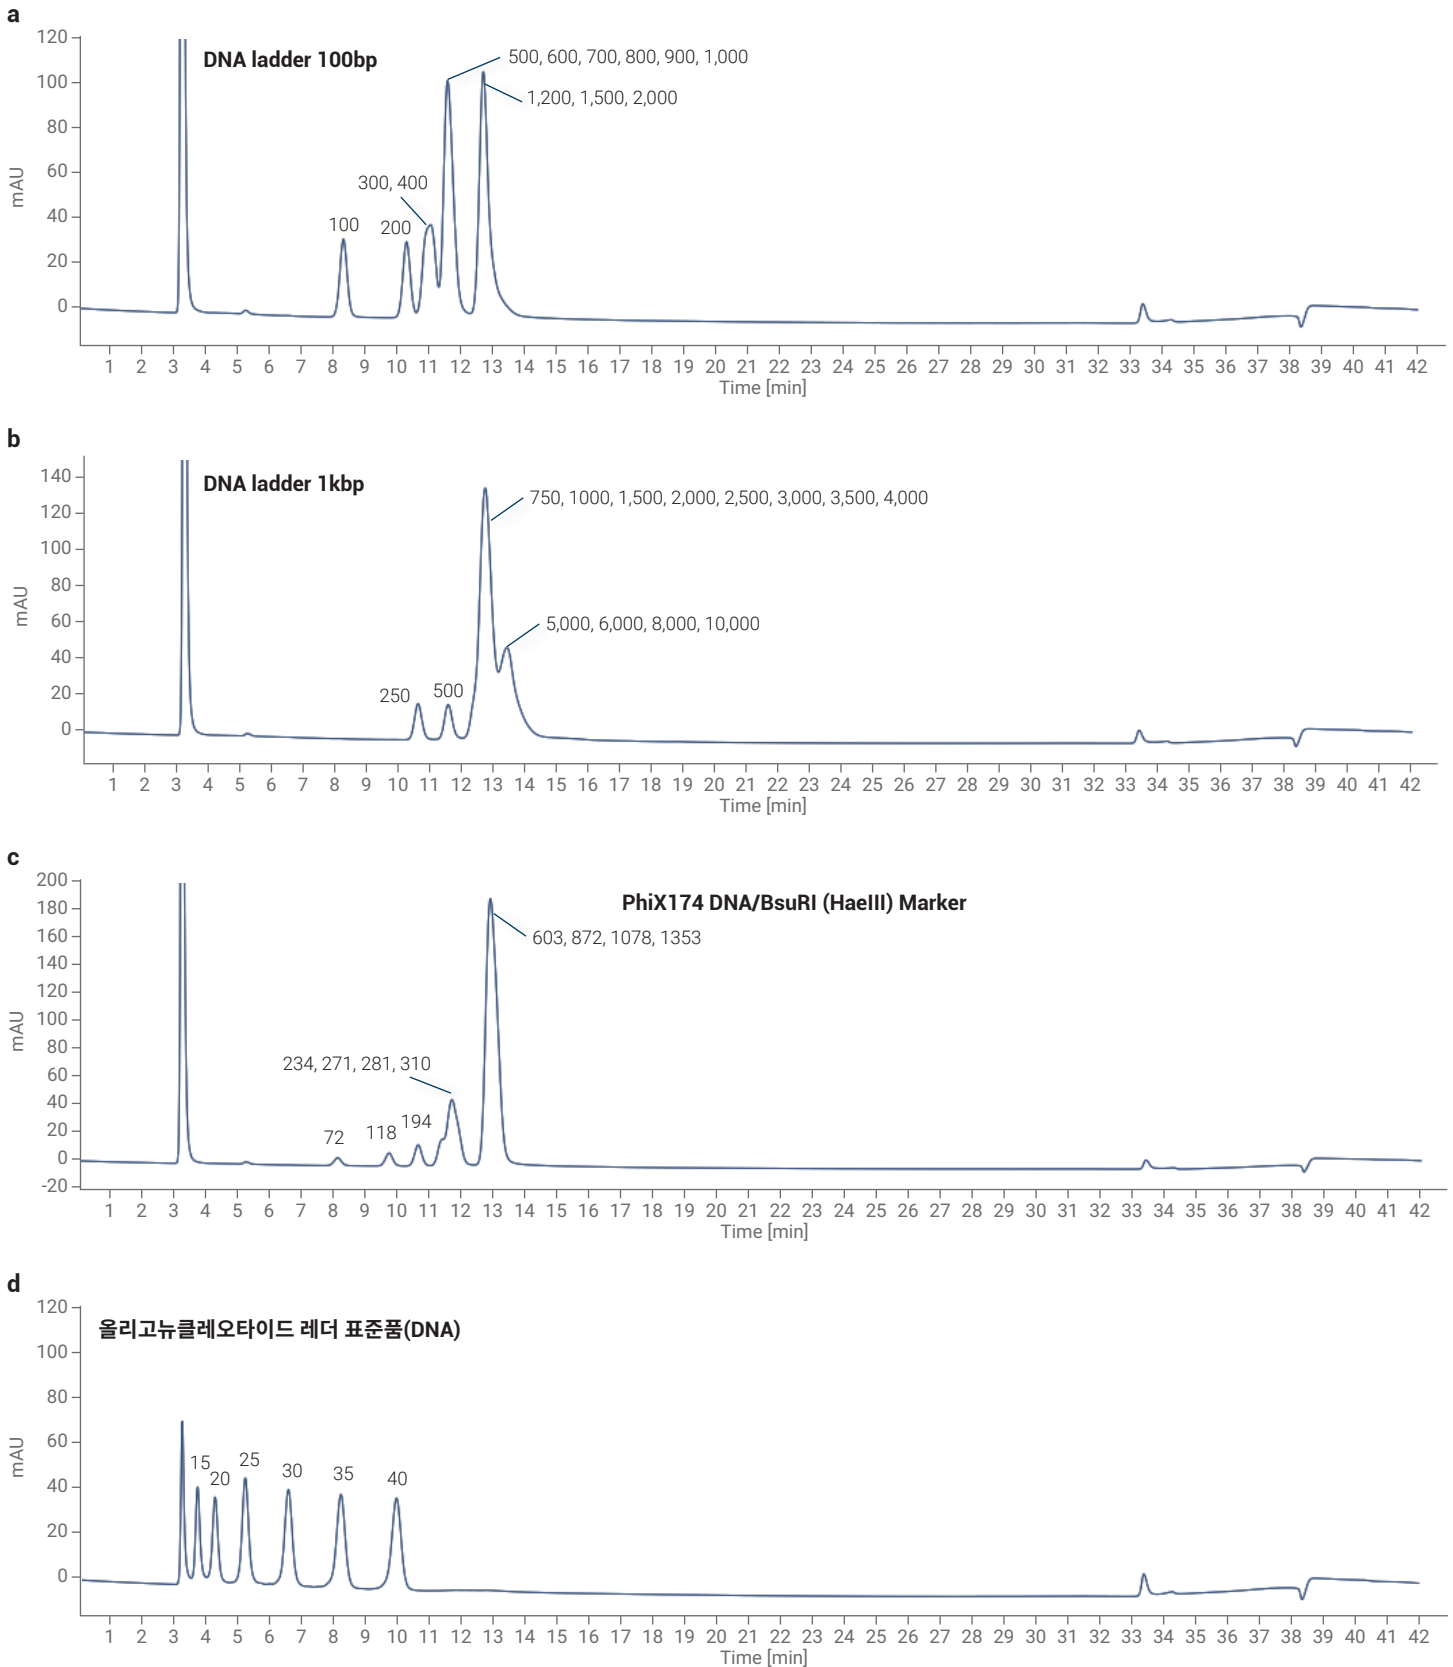 a
DNA ladder 100bp
500, 600, 700, 800, 900, 1,000
1,200, 1,500, 2,000
300, 400
100
200
120
100
80
60
40
20
0
mAU
1 2 3 4 5 6 7 8 9 10 11 12 13 14 15 16 17 18 19 20 21 22 23 24 25 26 27 28 29 30 31 32 33 34 35 36 37 38 39 40 41 42
Time [min]
b
DNA ladder 1kbp
750, 1000, 1,500, 2,000, 2,500, 3,000, 3,500, 4,000
5,000, 6,000, 8,000, 10,000
250
500
140
120
100
80
60
40
20
0
mAU
1 2 3 4 5 6 7 8 9 10 11 12 13 14 15 16 17 18 19 20 21 22 23 24 25 26 27 28 29 30 31 32 33 34 35 36 37 38 39 40 41 42
Time [min]
c
PhiX174 DNA/BsuRI (HaeIII) Marker
603, 872, 1078, 1353
234, 271, 281, 310
72
118
194
200
180
160
140
120
100
80
60
40
20
0
-20
mAU
1 2 3 4 5 6 7 8 9 10 11 12 13 14 15 16 17 18 19 20 21 22 23 24 25 26 27 28 29 30 31 32 33 34 35 36 37 38 39 40 41 42
Time [min]
d
올리고뉴클레오타이드 레더 표준품(DNA)
15
20
25
30
35
40
120
100
80
60
40
20
0
mAU
1 2 3 4 5 6 7 8 9 10 11 12 13 14 15 16 17 18 19 20 21 22 23 24 25 26 27 28 29 30 31 32 33 34 35 36 37 38 39 40 41 42
Time [min]